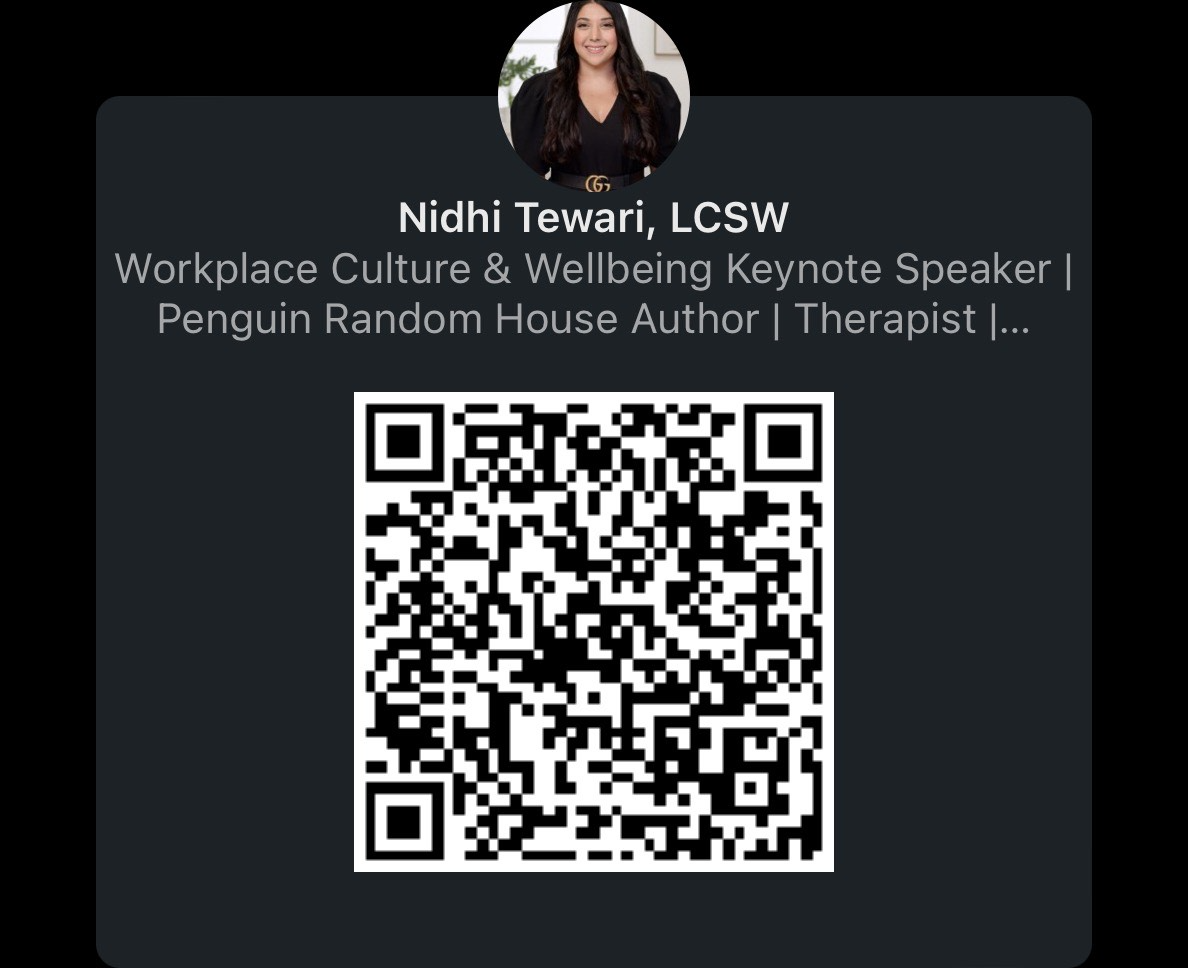 Nidhi Tewari, LCSW
Workplace Culture & Wellbeing Keynote Speaker |
Penguin Random House Author | Therapist |...